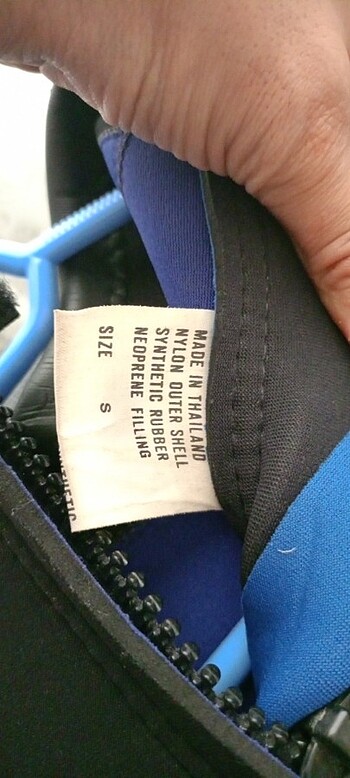 MADE IN THAILAND
NYLON OUTER SHELL
SYNTHETIC RUBBER
NEOPRENE FILLING
SIZE S